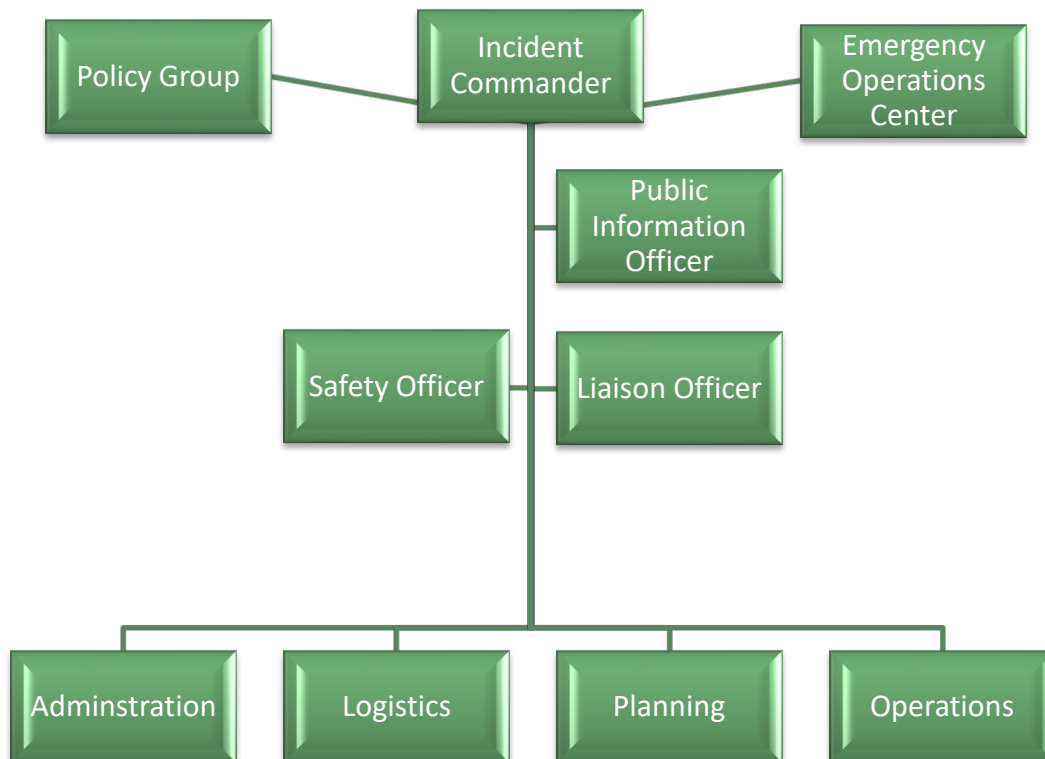 Policy Group
Incident
Commander
Emergency
Operations
Center
Public
Information
Officer
Safety Officer
Liaison Officer
Adminstration
Logistics
Planning
Operations